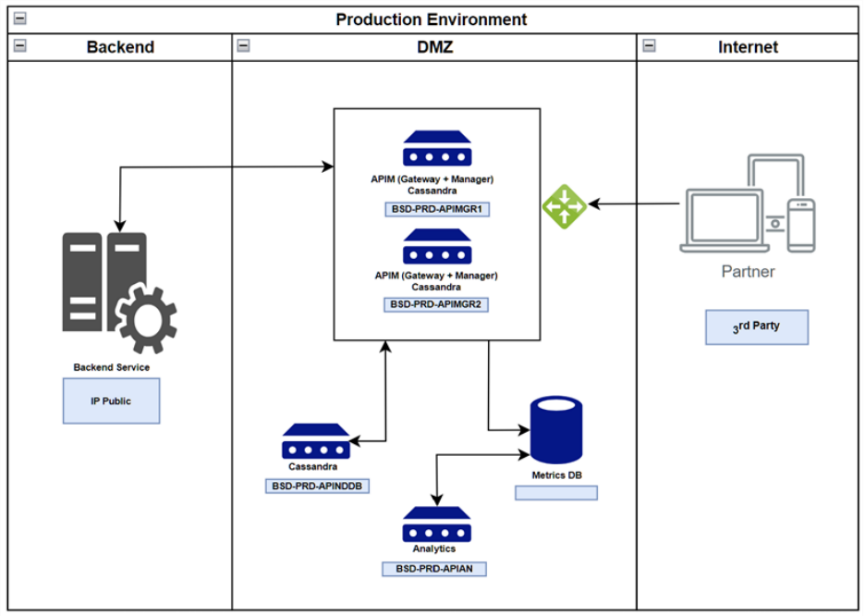 Production Environment
Backend
DMZ
Internet
APIM (Gateway + Manager)
Cassandra
BSD-PRD-APIMGR1
APIM (Gateway + Manager)
Cassandra
BSD-PRD-APIMGR2
Partner
3rd Party
Backend Service
IP Public
Cassandra
BSD-PRD-APINDDB
Metrics DB
Analytics
BSD-PRD-APIAN